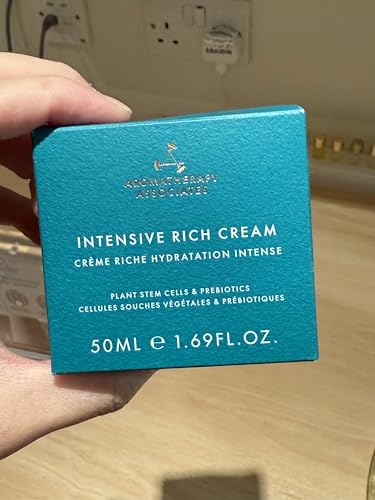 AROMATHERAPY
ASSOCIATES
INTENSIVE RICH CREAM
CRÈME RICHE HYDRATATION INTENSE
PLANT STEM CELLS & PREBIOTICS
CELLULES SOUCHES VÉGÉTALES & PRÉBIOTIQUES
50ML e 1.69FL.OZ.